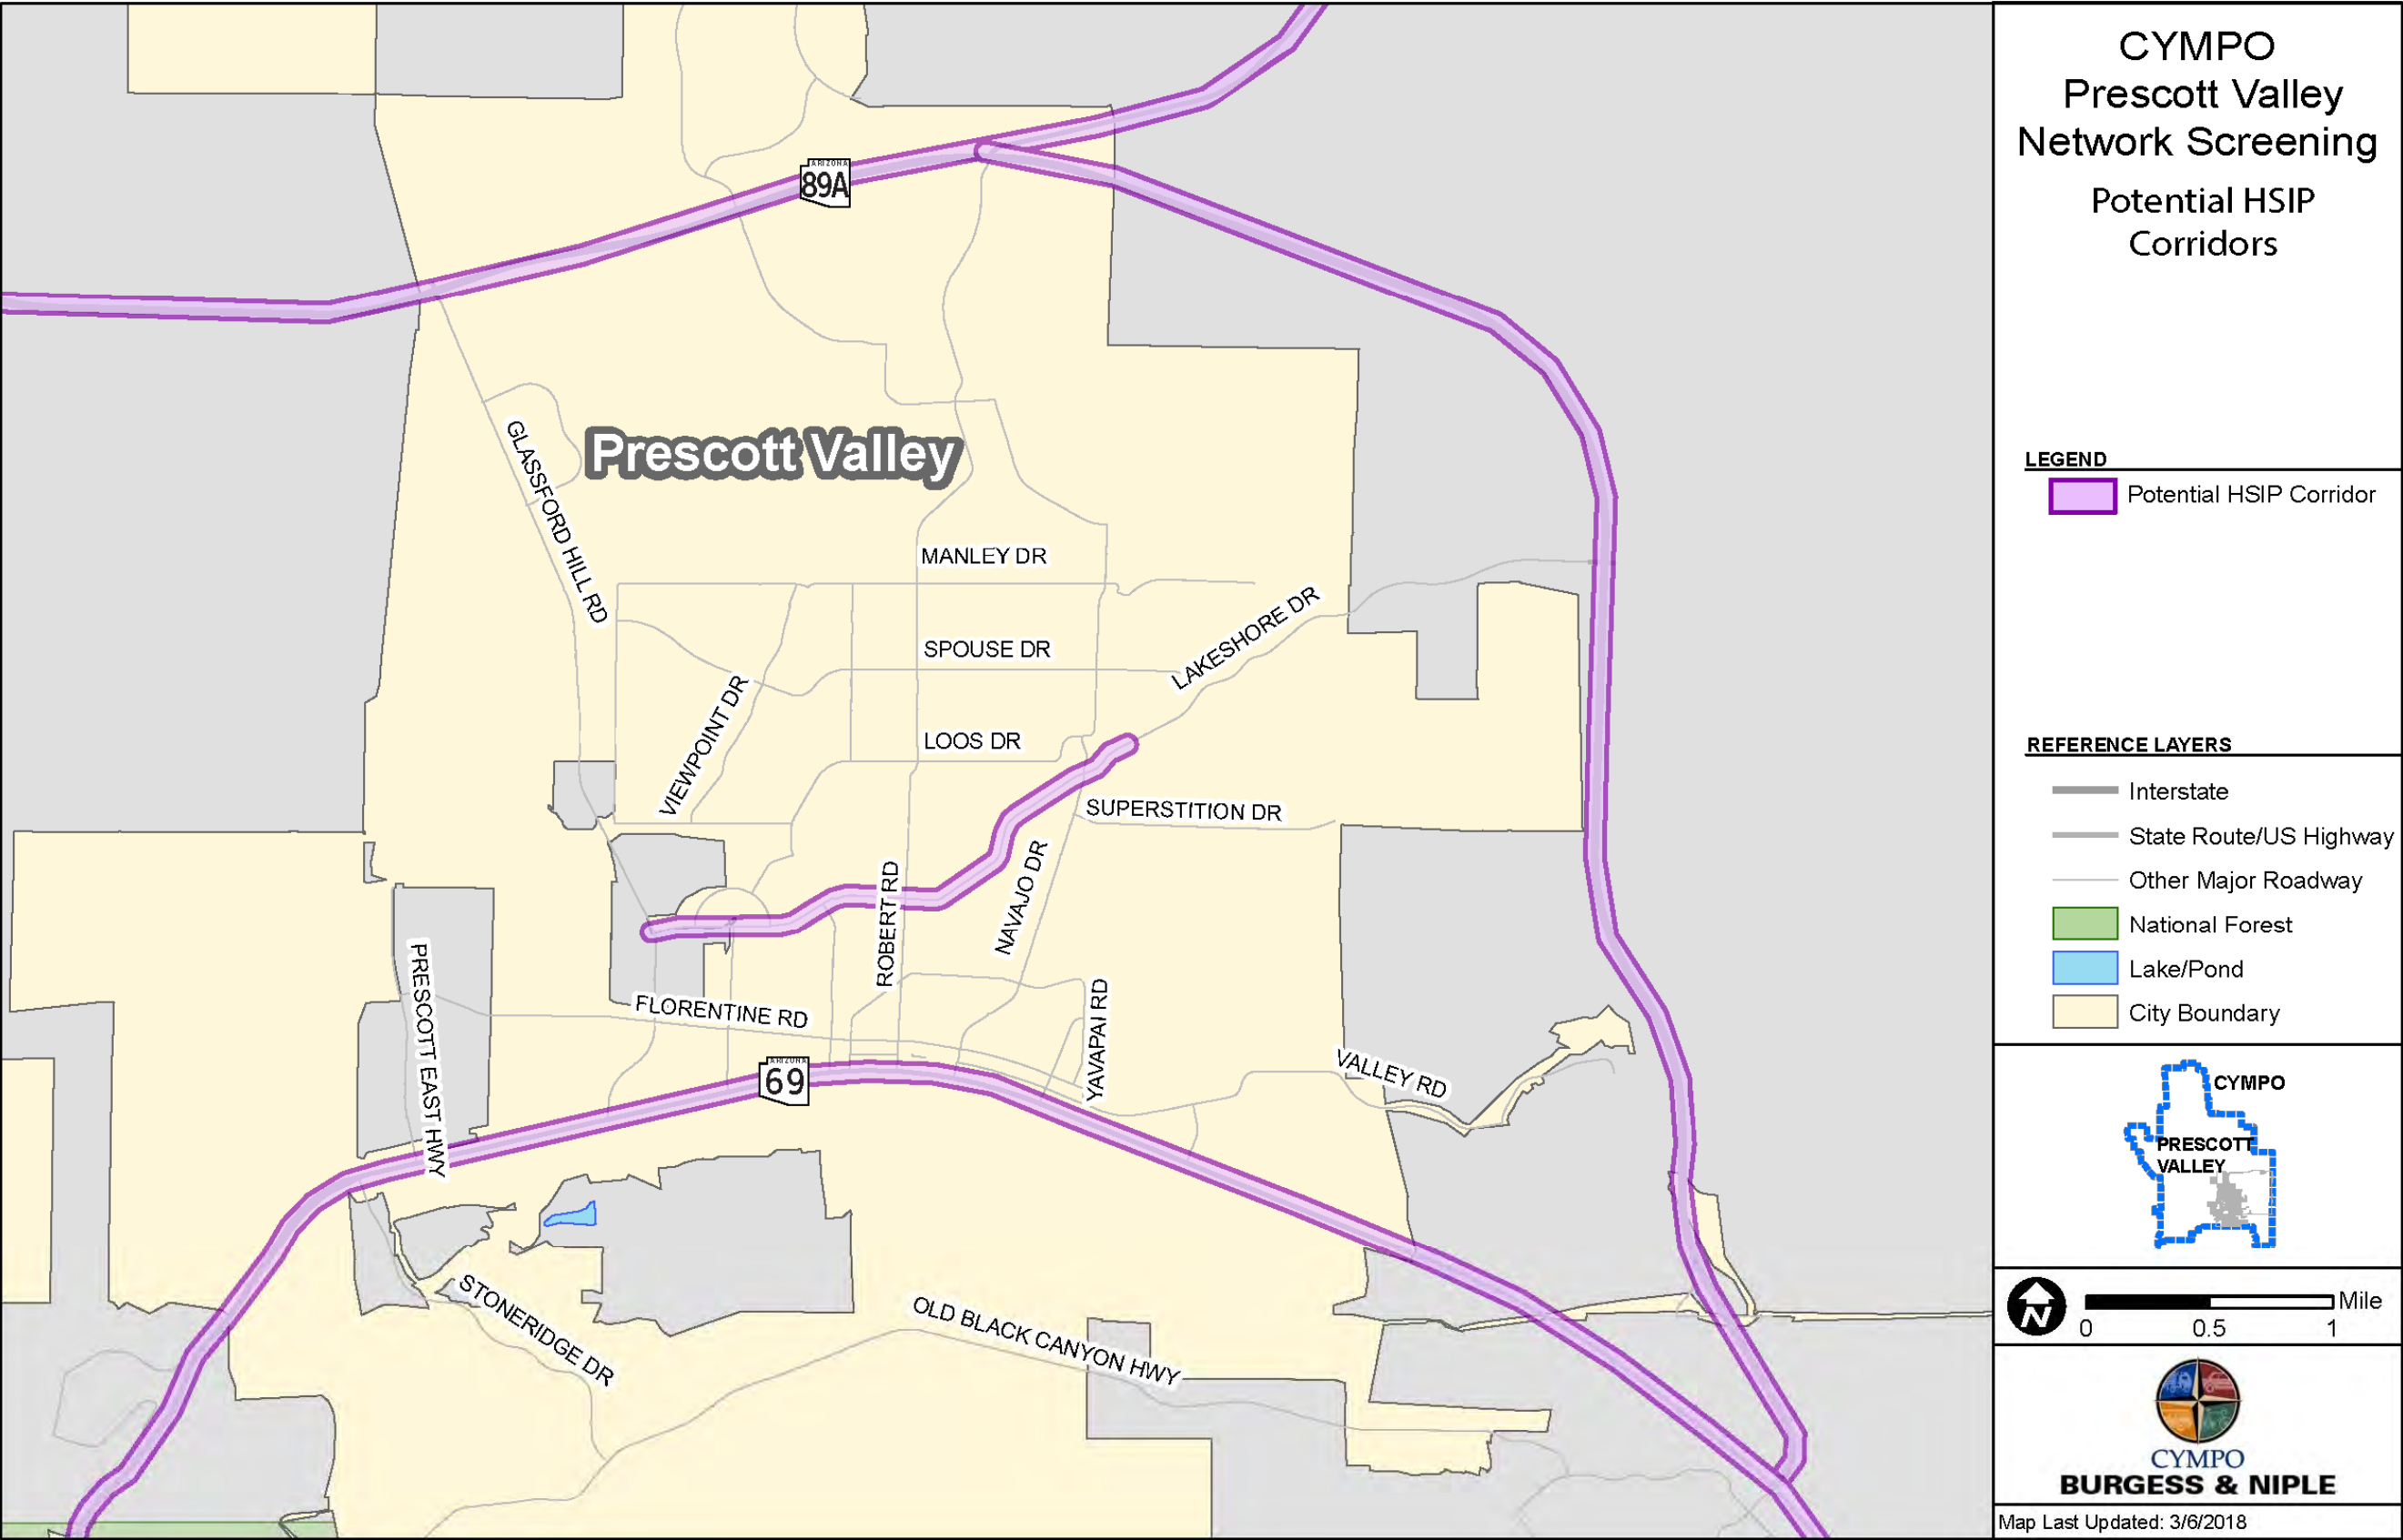 CYMPO
Prescott Valley
Network Screening
Potential HSIP
Corridors
LEGEND
Potential HSIP Corridor
REFERENCE LAYERS
Interstate
State Route/US Highway
Other Major Roadway
National Forest
Lake/Pond
City Boundary
CYMPO
PRESCOTT
VALLEY
N
Mile
0 0.5 1
CYMPO
BURGESS & NIPLE
Map Last Updated: 3/6/2018
ARIZONA
89A
Prescott Valley
GLASSFORD HILL RD
MANLEY DR
SPOUSE DR
LAKESHORE DR
VIEWPOINT DR
LOOS DR
SUPERSTITION DR
ROBERT RD
NAVAJO DR
PRESCOTT EAST HWY
FLORENTINE RD
YAVAPAI RD
VALLEY RD
ARIZONA
69
STONERIDGE DR
OLD BLACK CANYON HWY